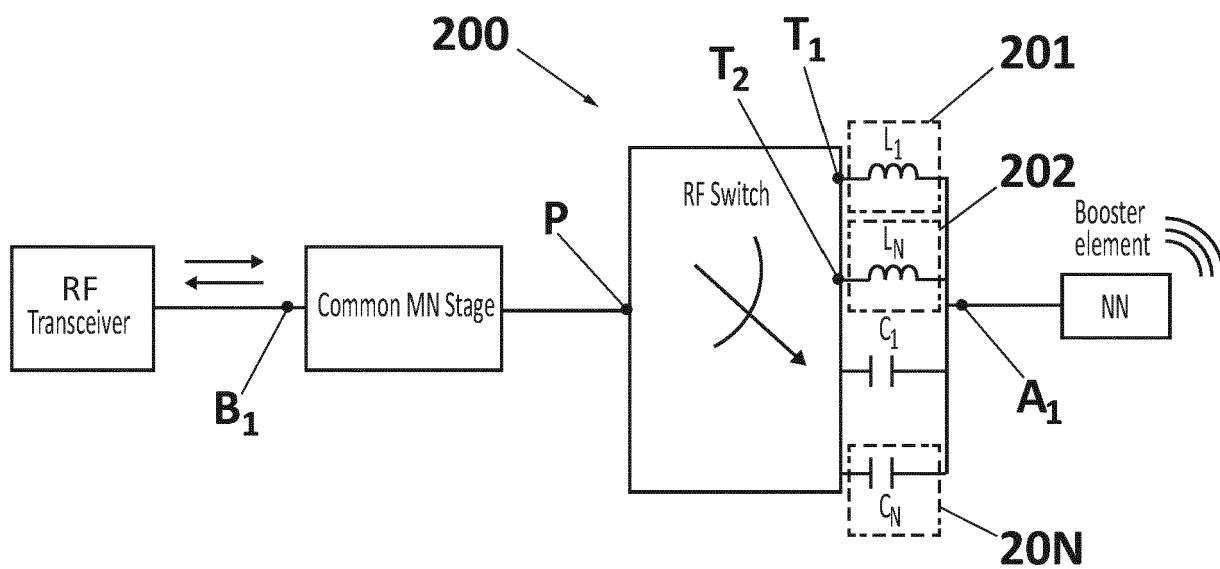 200
T1
T2
201
L1
202
RF Switch
LN
P
Booster
element
RF
Transceiver
Common MN Stage
NN
C1
B1
A1
CN
20N